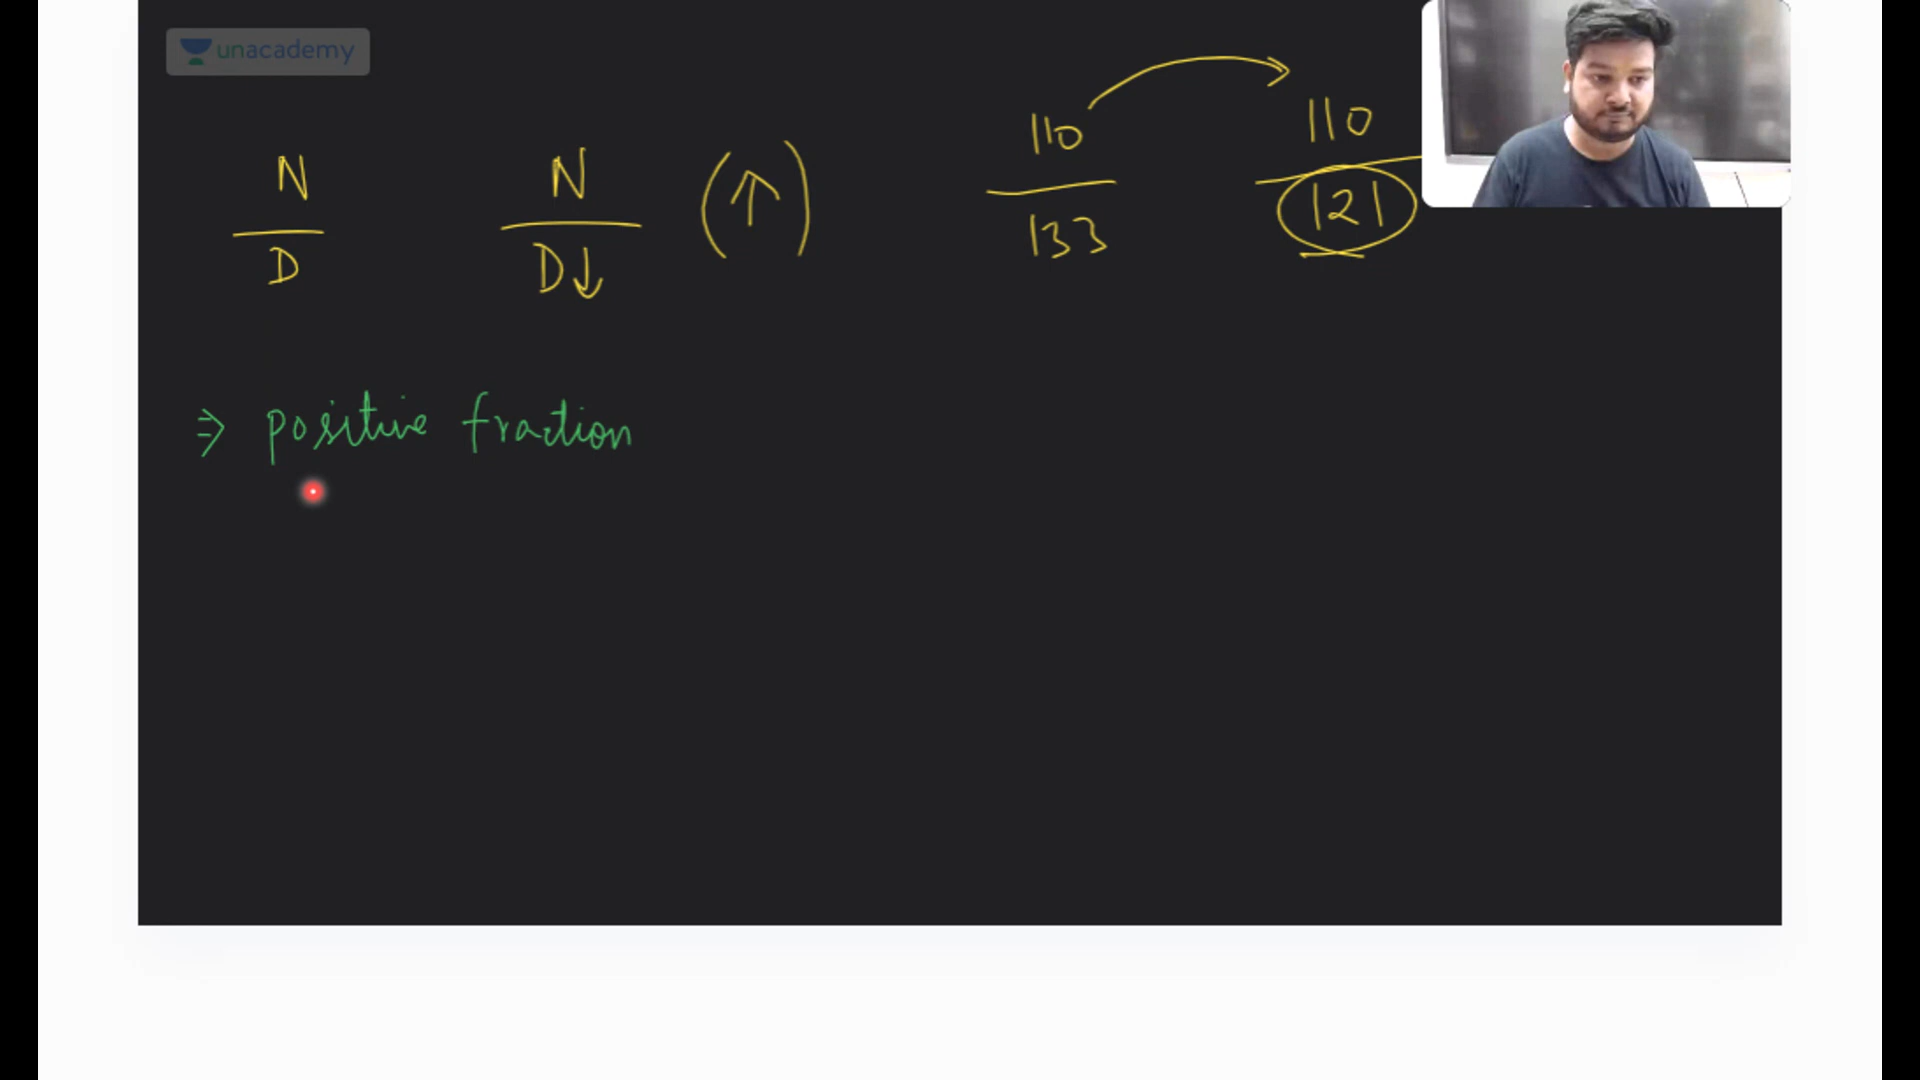 unacademy
N/D N/D↓ (↑) 110/133 → 110/121
⇒ positive fraction